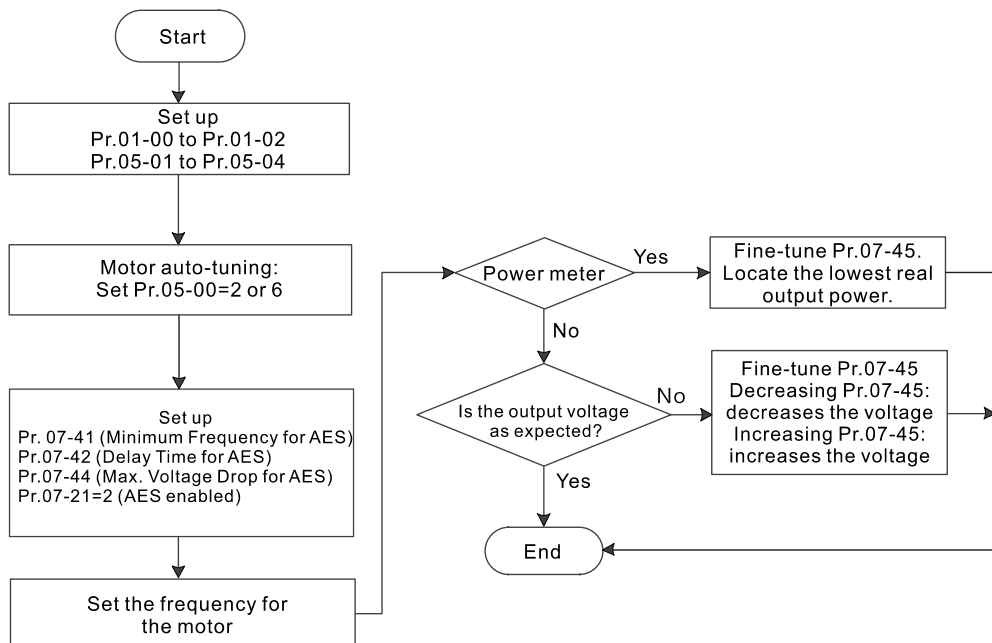 Start
Set up
Pr.01-00 to Pr.01-02
Pr.05-01 to Pr.05-04
Motor auto-tuning:
Set Pr.05-00=2 or 6
Set up
Pr. 07-41 (Minimum Frequency for AES)
Pr.07-42 (Delay Time for AES)
Pr.07-44 (Max. Voltage Drop for AES)
Pr.07-21=2 (AES enabled)
Set the frequency for
the motor
Power meter
Yes
Fine-tune Pr.07-45.
Locate the lowest real
output power.
No
Is the output voltage
as expected?
No
Fine-tune Pr.07-45
Decreasing Pr.07-45:
decreases the voltage
Increasing Pr.07-45:
increases the voltage
Yes
End